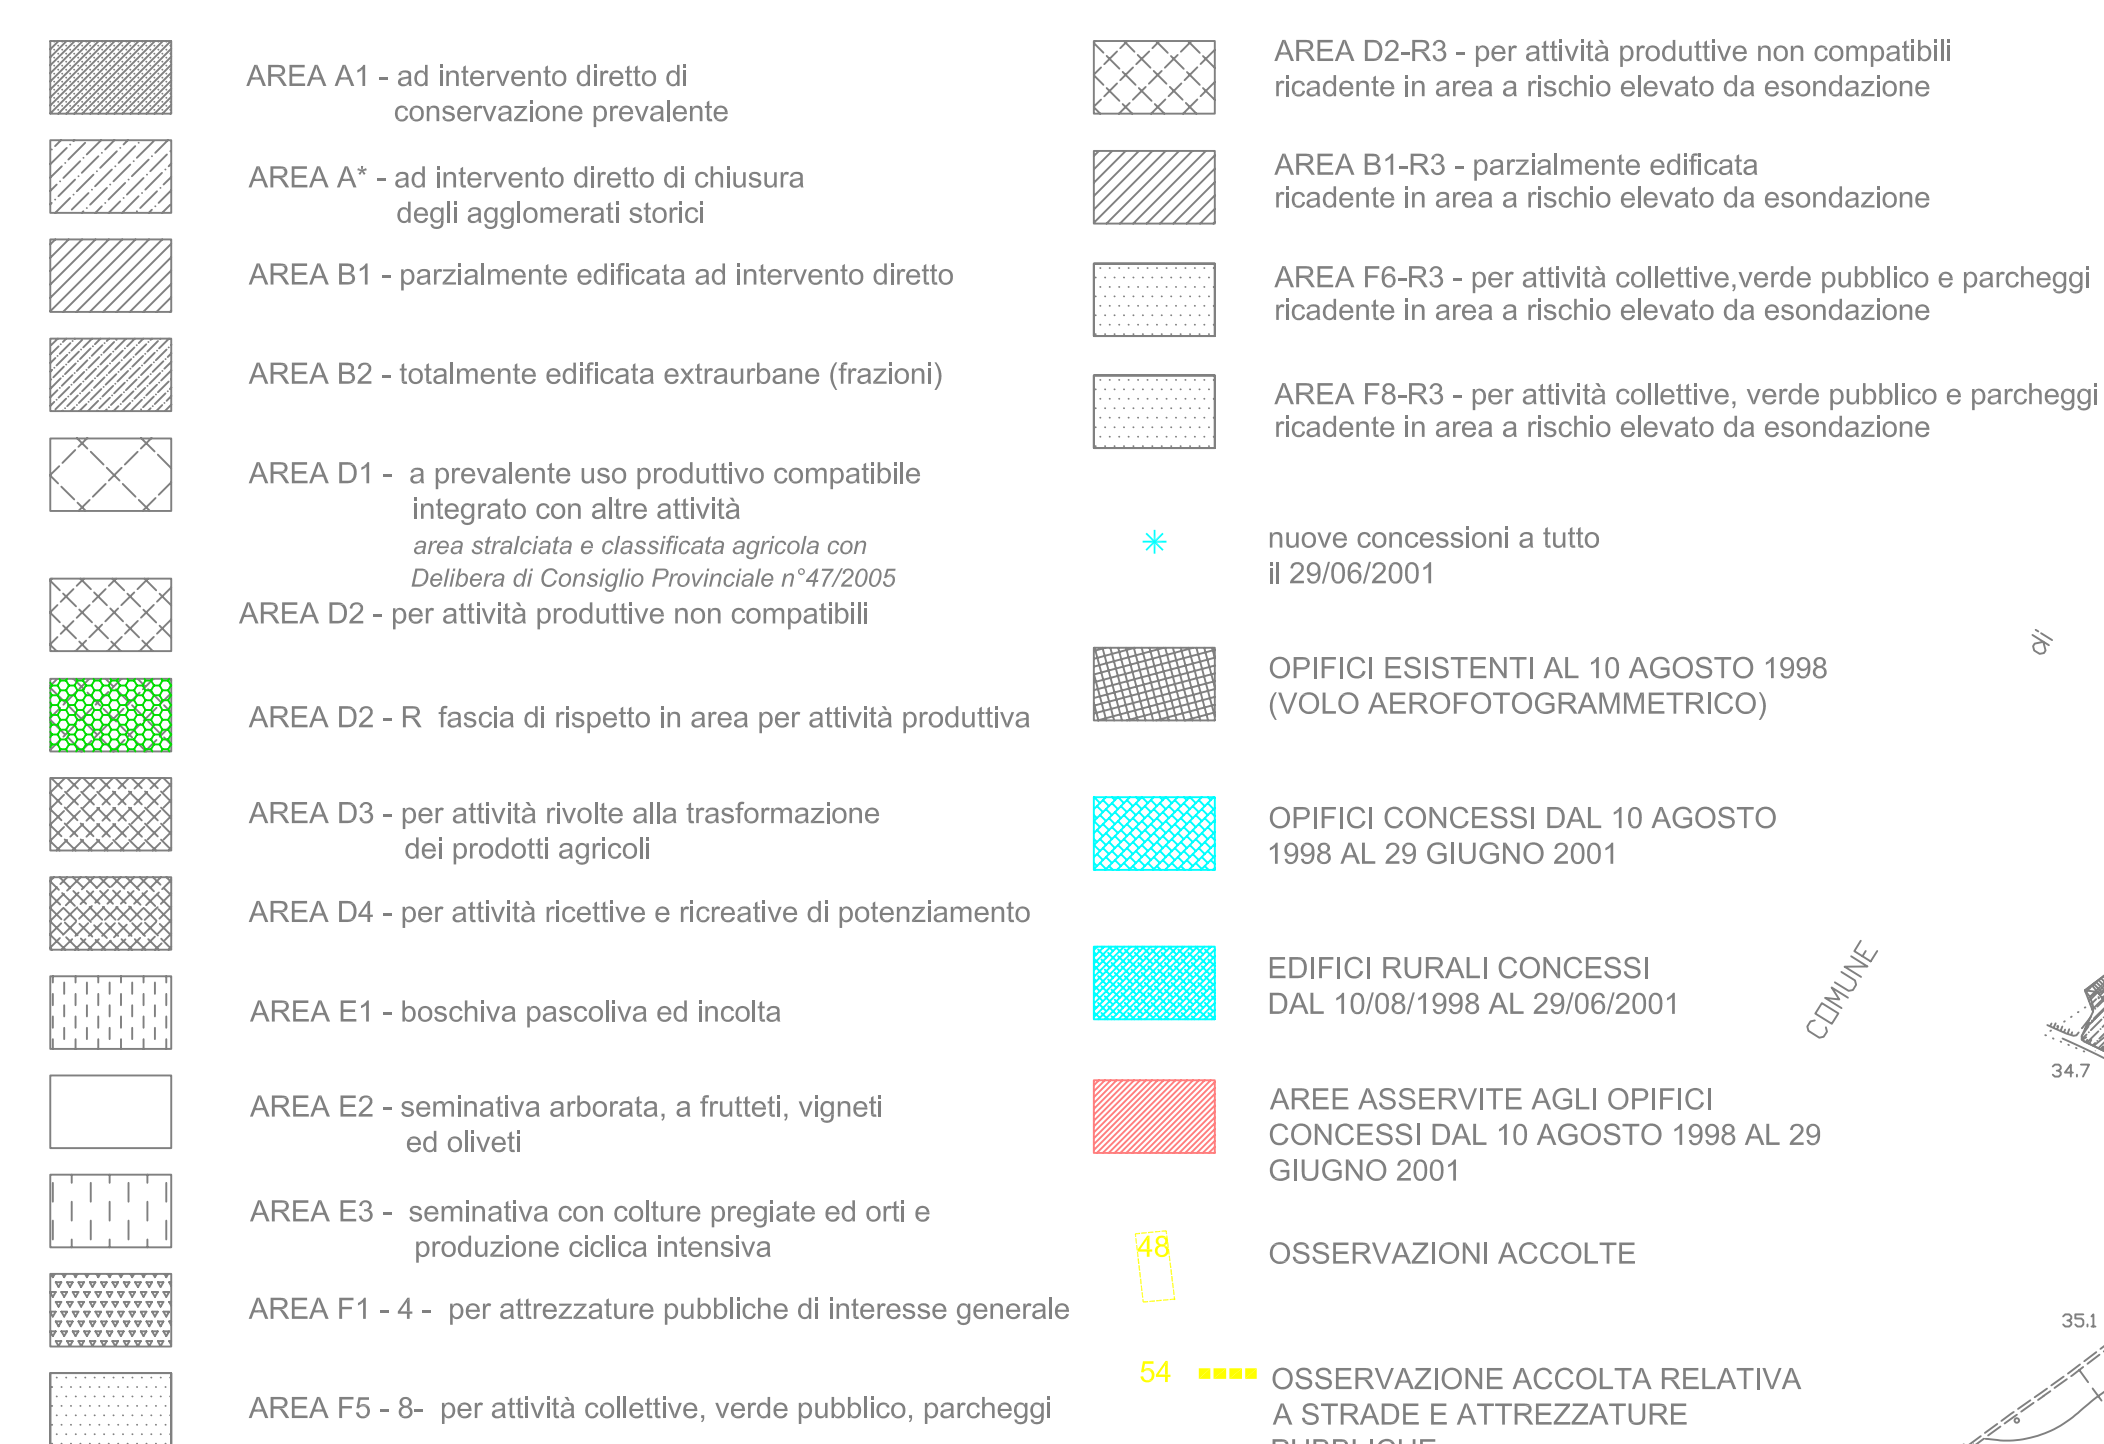 AREA A1 - ad intervento diretto di
conservazione prevalente
AREA A* - ad intervento diretto di chiusura
degli agglomerati storici
AREA B1 - parzialmente edificata ad intervento diretto
AREA B2 - totalmente edificata extraurbane (frazioni)
AREA D1 - a prevalente uso produttivo compatibile
integrato con altre attività
area stralciata e classificata agricola con
Delibera di Consiglio Provinciale n°47/2005
AREA D2 - per attività produttive non compatibili
AREA D2 - R fascia di rispetto in area per attività produttiva
AREA D3 - per attività rivolte alla trasformazione
dei prodotti agricoli
AREA D4 - per attività ricettive e ricreative di potenziamento
AREA E1 - boschiva pascoliva ed incolta
AREA E2 - seminativa arborata, a frutteti, vigneti
ed oliveti
AREA E3 - seminativa con colture pregiate ed orti e
produzione ciclica intensiva
AREA F1 - 4 - per attrezzature pubbliche di interesse generale
AREA F5 - 8- per attività collettive, verde pubblico, parcheggi
AREA D2-R3 - per attività produttive non compatibili
ricadente in area a rischio elevato da esondazione
AREA B1-R3 - parzialmente edificata
ricadente in area a rischio elevato da esondazione
AREA F6-R3 - per attività collettive,verde pubblico e parcheggi
ricadente in area a rischio elevato da esondazione
AREA F8-R3 - per attività collettive, verde pubblico e parcheggi
ricadente in area a rischio elevato da esondazione
nuove concessioni a tutto
il 29/06/2001
OPIFICI ESISTENTI AL 10 AGOSTO 1998
(VOLO AEROFOTOGRAMMETRICO)
OPIFICI CONCESSI DAL 10 AGOSTO
1998 AL 29 GIUGNO 2001
EDIFICI RURALI CONCESSI
DAL 10/08/1998 AL 29/06/2001
AREE ASSERVITE AGLI OPIFICI
CONCESSI DAL 10 AGOSTO 1998 AL 29
GIUGNO 2001
48
OSSERVAZIONI ACCOLTE
54
OSSERVAZIONE ACCOLTA RELATIVA
A STRADE E ATTREZZATURE
PUBBLICHE
COMUNE
di
34.7
35.1